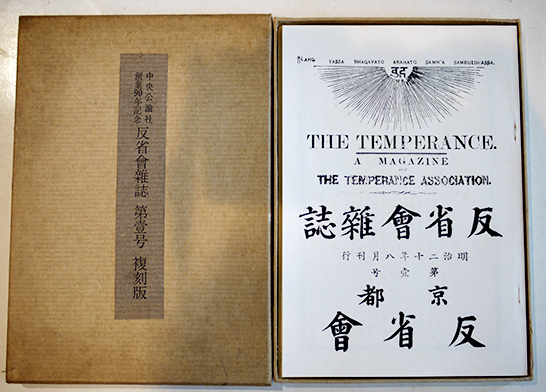 中央公論社
創業90年記念
反省會雜誌 第壹号 複刻版
TASSA BHAGAVATO ARAHATO SAMM'A SAMBUDHASSA.
THE TEMPERANCE.
A MAGAZINE
OF
THE TEMPERANCE ASSOCIATION.
反省會雜誌
明治二十年八月刊行
第壹号
京都
反省會